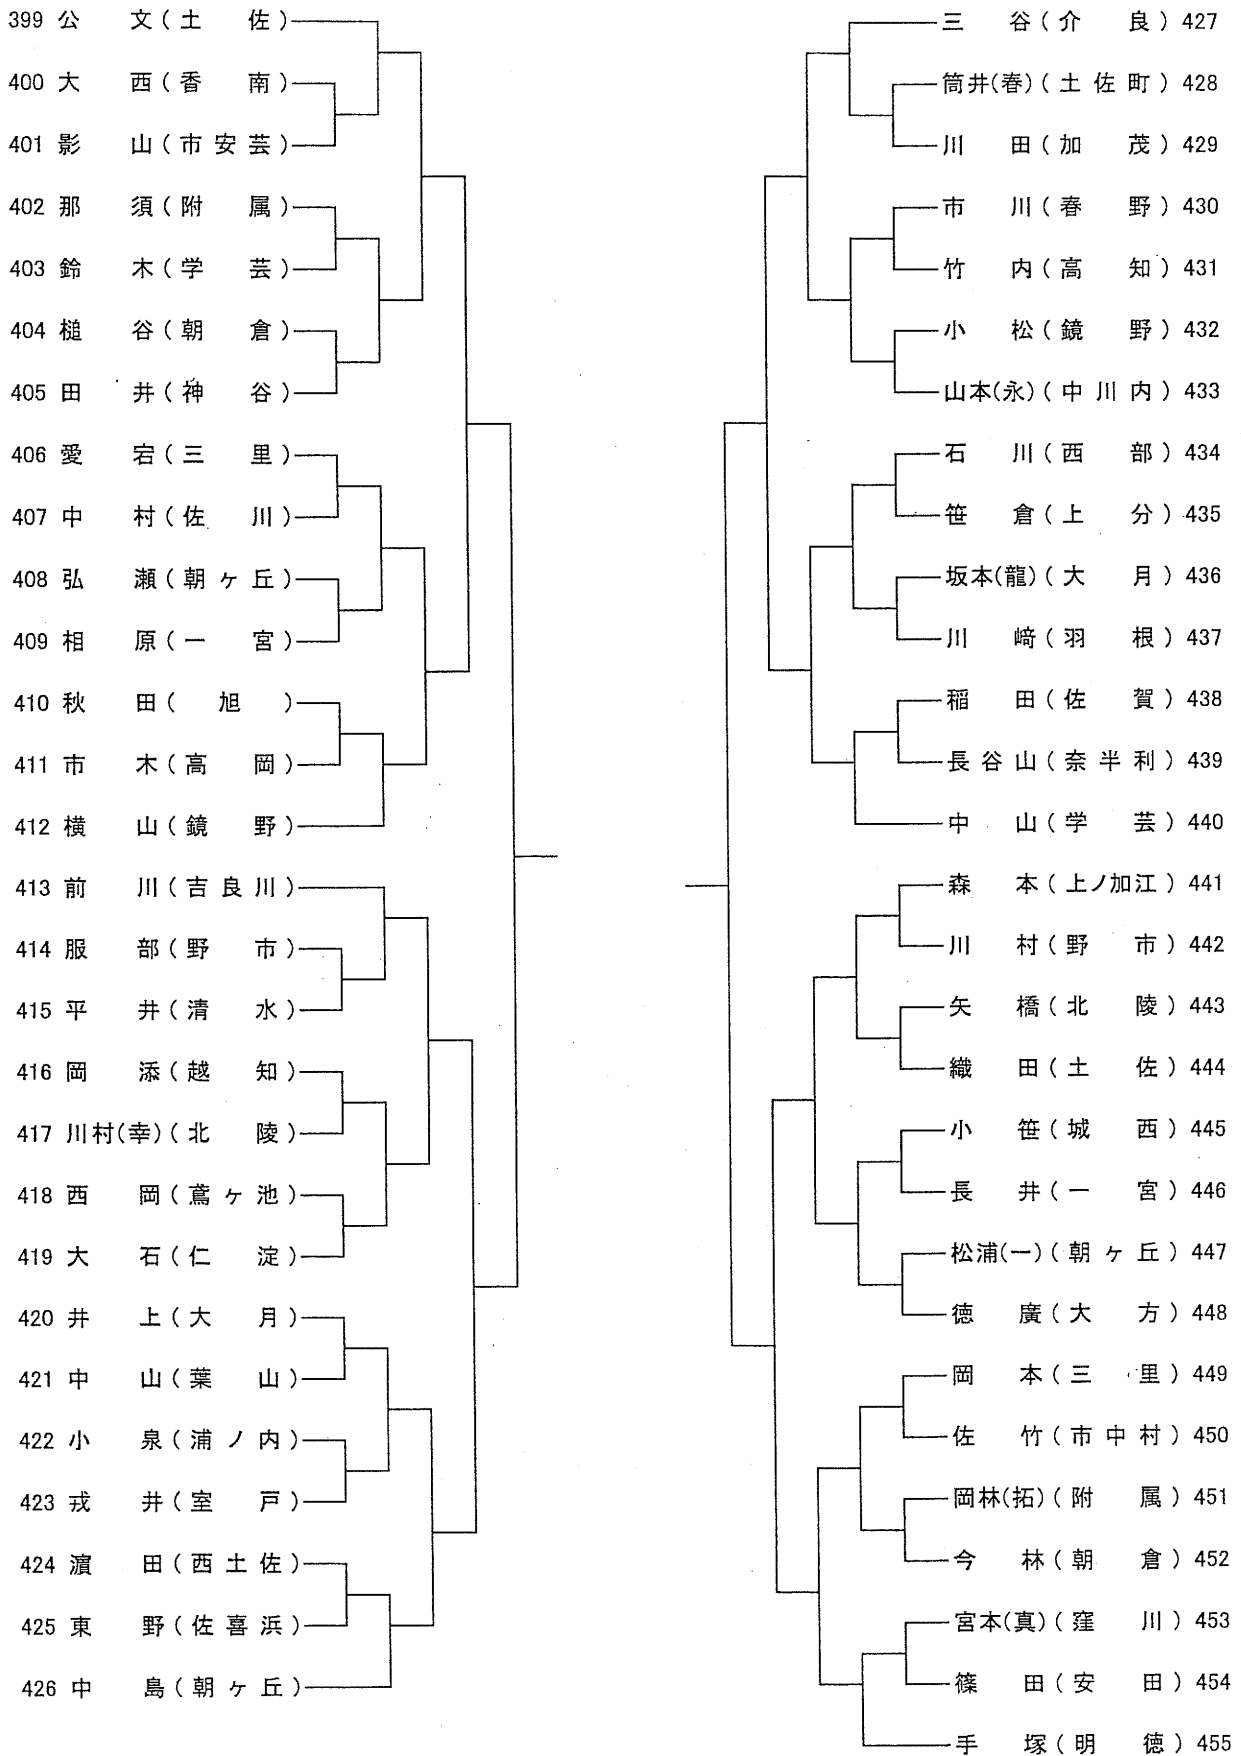 399 公文(土佐)
400 大西(香南)
401 影山(市安芸)
402 那須(附属)
403 鈴木(学芸)
404 槌谷(朝倉)
405 田井(神谷)
406 愛宕(三里)
407 中村(佐川)
408 弘瀬(朝ヶ丘)
409 相原(一宮)
410 秋田(旭)
411 市木(高岡)
412 横山(鏡野)
413 前川(吉良川)
414 服部(野市)
415 平井(清水)
416 岡添(越知)
417 川村(幸)(北陵)
418 西岡(鳶ヶ池)
419 大石(仁淀)
420 井上(大月)
421 中山(葉山)
422 小泉(浦ノ内)
423 戎井(室戸)
424 濵田(西土佐)
425 東野(佐喜浜)
426 中島(朝ヶ丘)
三谷(介良)427
筒井(春)(土佐町)428
川田(加茂)429
市川(春野)430
竹内(高知)431
小松(鏡野)432
山本(永)(中川内)433
石川(西部)434
笹倉(上分)435
坂本(龍)(大月)436
川﨑(羽根)437
稲田(佐賀)438
長谷山(奈半利)439
中山(学芸)440
森本(上ノ加江)441
川村(野市)442
矢橋(北陵)443
織田(土佐)444
小笹(城西)445
長井(一宮)446
松浦(一)(朝ヶ丘)447
徳廣(大方)448
岡本(三里)449
佐竹(市中村)450
岡林(拓)(附属)451
今林(朝倉)452
宮本(真)(窪川)453
篠田(安田)454
手塚(明徳)455